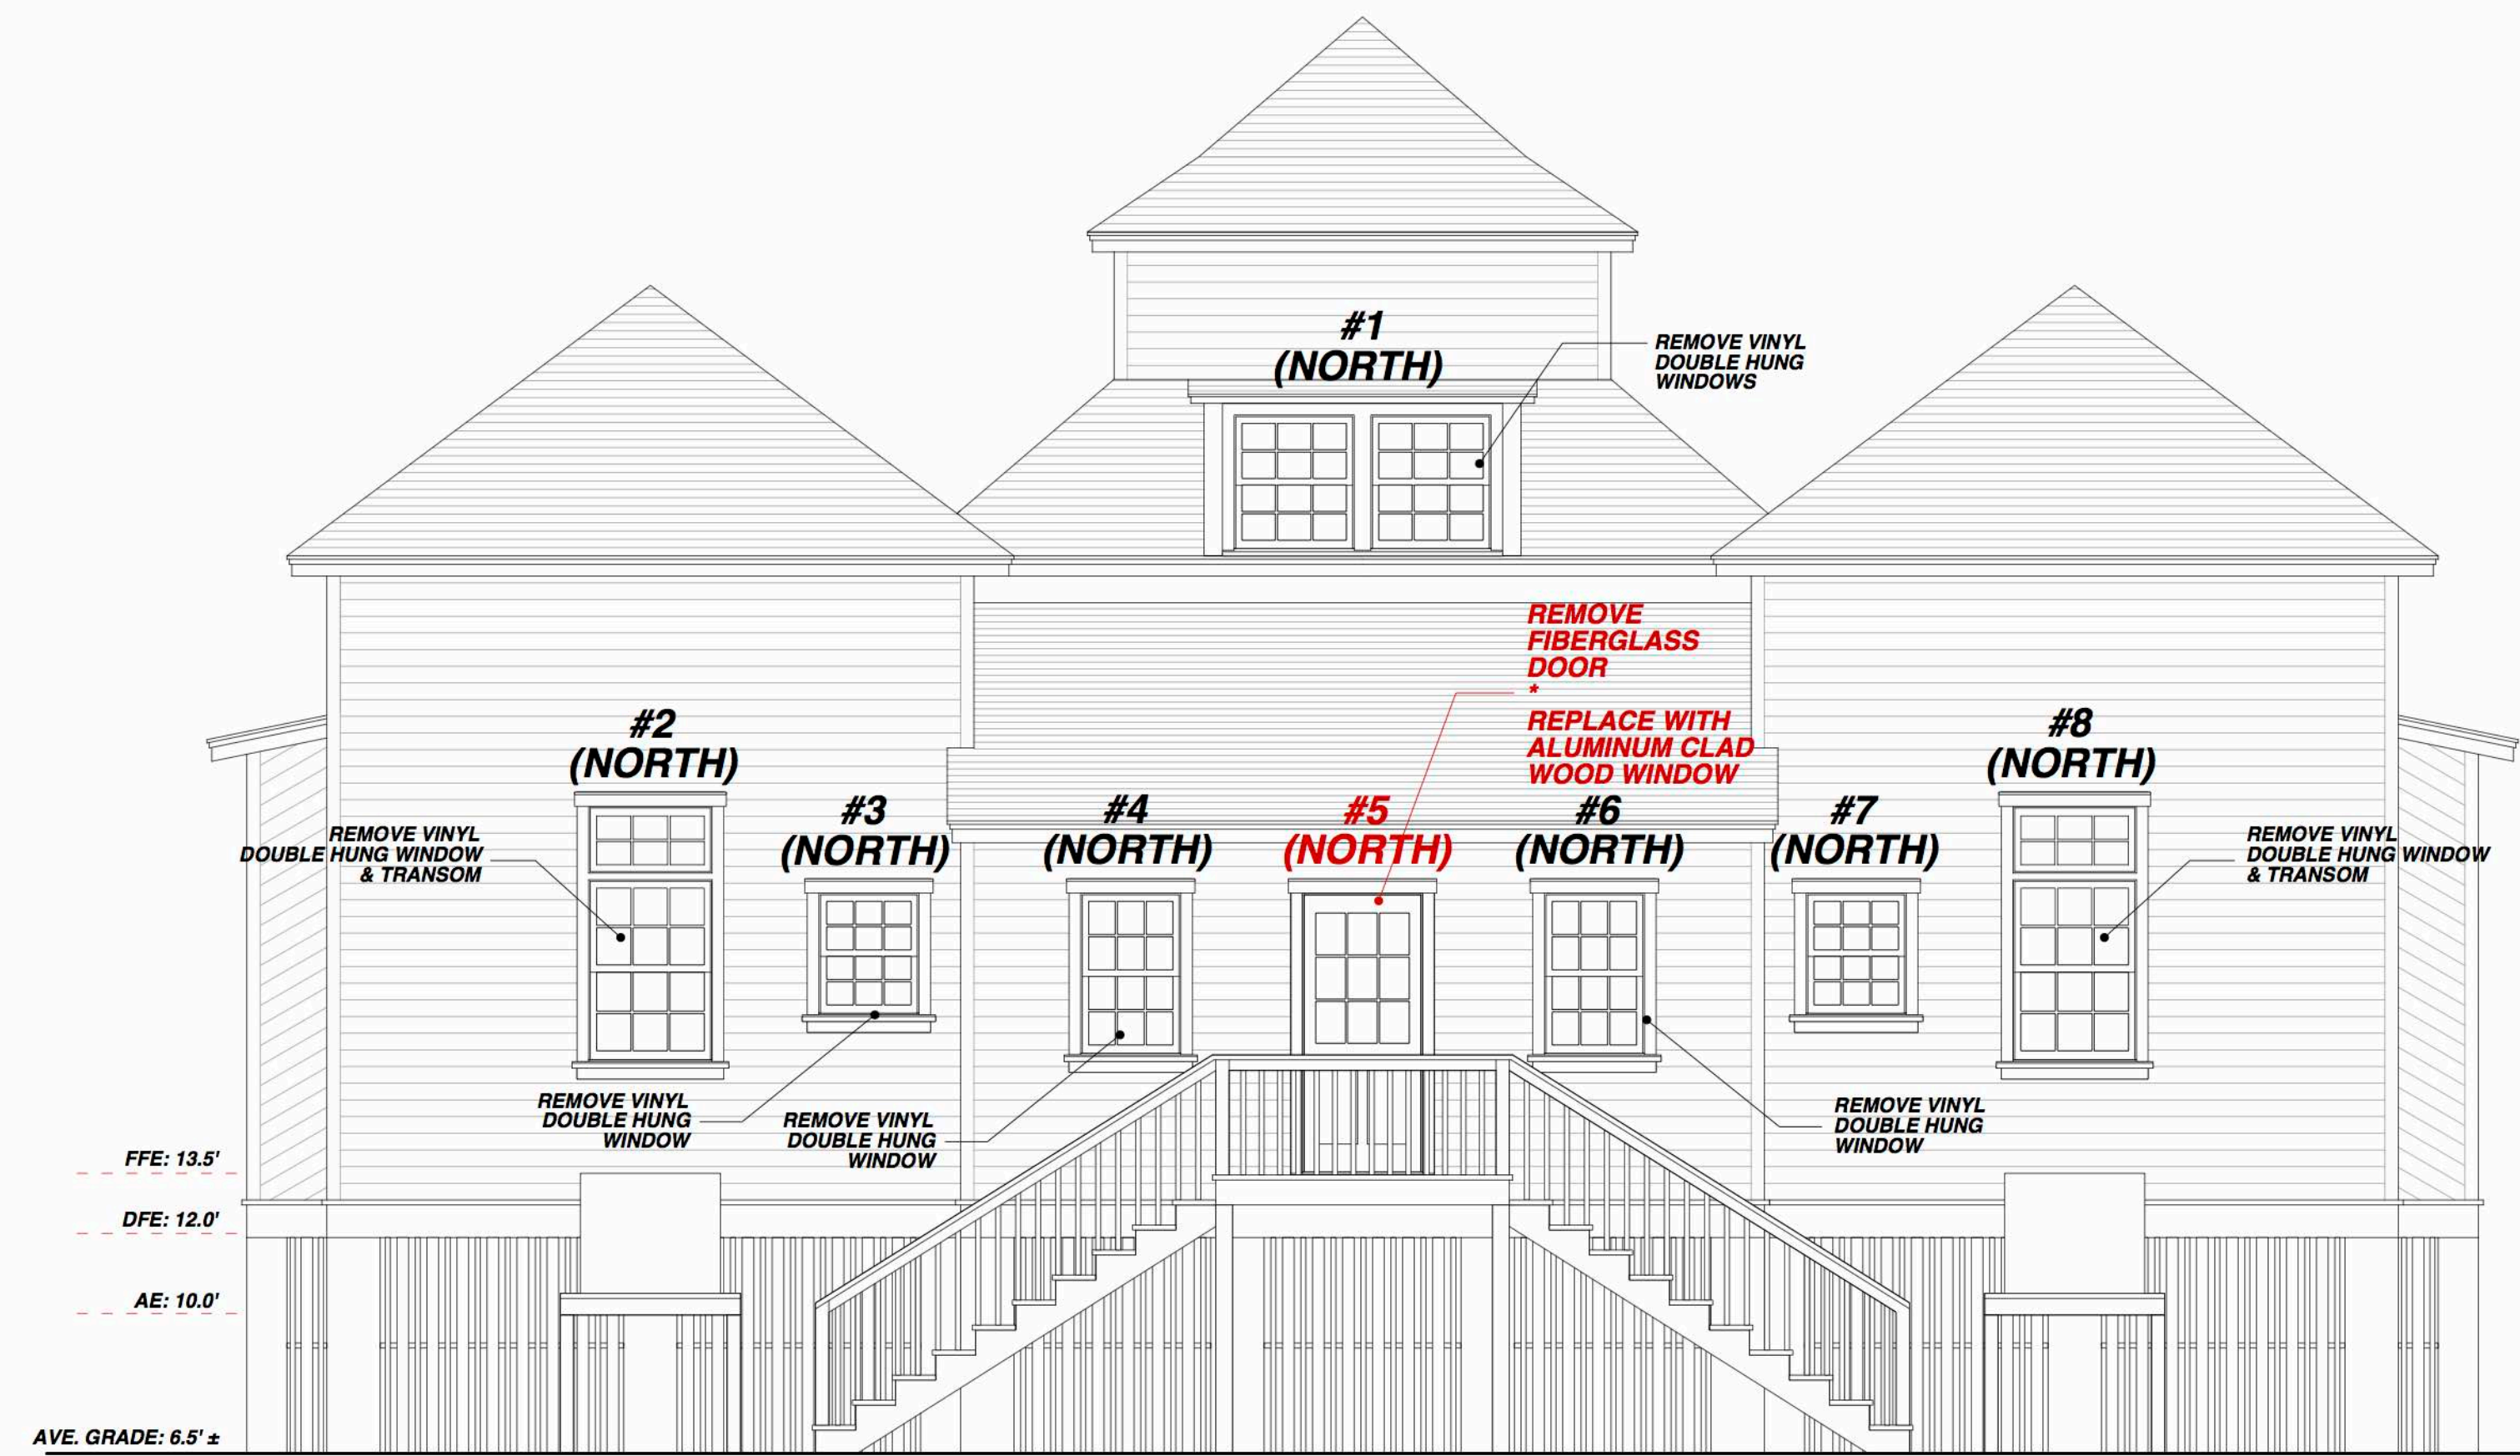 #1
(NORTH)
REMOVE VINYL
DOUBLE HUNG
WINDOWS
REMOVE
FIBERGLASS
DOOR
*
REPLACE WITH
ALUMINUM CLAD
WOOD WINDOW
#2
(NORTH)
#3
(NORTH)
#4
(NORTH)
#5
(NORTH)
#6
(NORTH)
#7
(NORTH)
#8
(NORTH)
REMOVE VINYL
DOUBLE HUNG WINDOW
& TRANSOM
REMOVE VINYL
DOUBLE HUNG WINDOW
& TRANSOM
REMOVE VINYL
DOUBLE HUNG
WINDOW
REMOVE VINYL
DOUBLE HUNG
WINDOW
REMOVE VINYL
DOUBLE HUNG
WINDOW
FFE: 13.5'
DFE: 12.0'
AE: 10.0'
AVE. GRADE: 6.5' ±